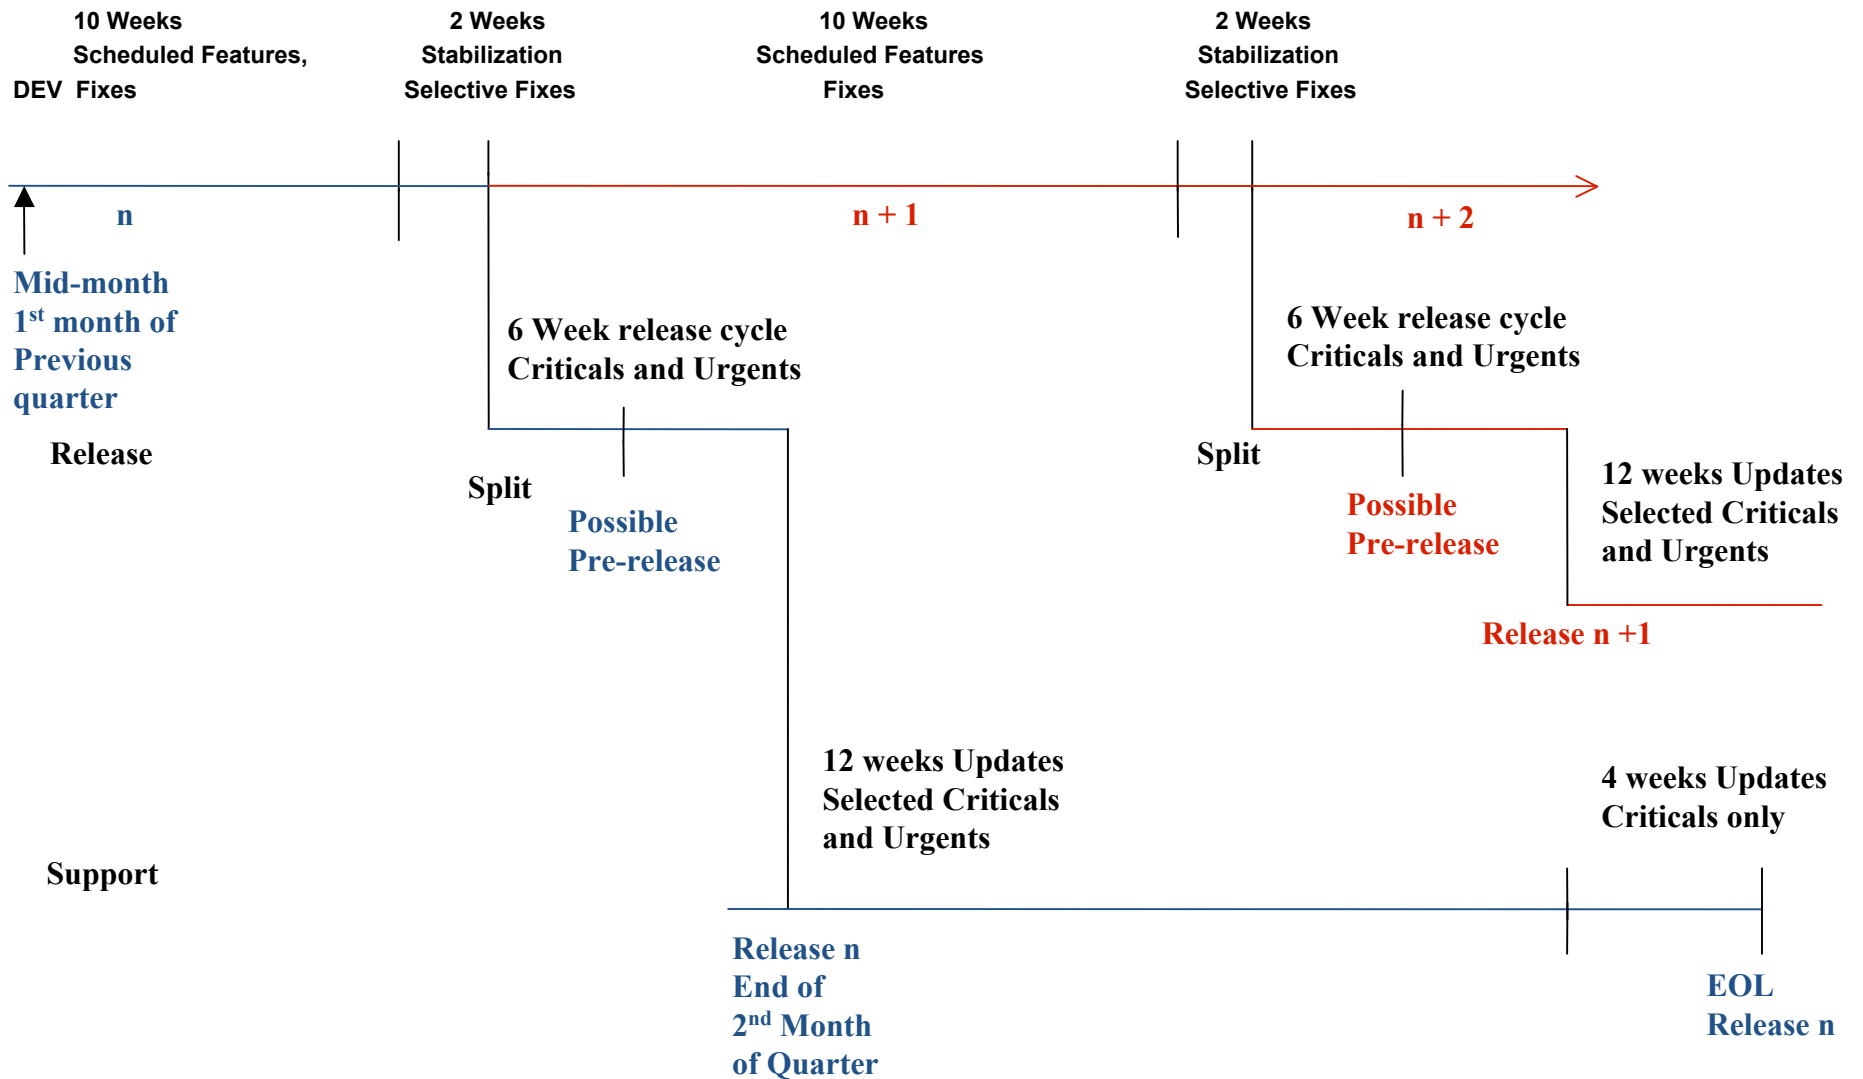 10 Weeks
Scheduled Features,
DEV Fixes
2 Weeks
Stabilization
Selective Fixes
10 Weeks
Scheduled Features
Fixes
2 Weeks
Stabilization
Selective Fixes
n
n + 1
n + 2
Mid-month
1st month of
Previous
quarter
6 Week release cycle
Criticals and Urgents
6 Week release cycle
Criticals and Urgents
Release
Split
Possible
Pre-release
Split
Possible
Pre-release
12 weeks Updates
Selected Criticals
and Urgents
Release n +1
12 weeks Updates
Selected Criticals
and Urgents
4 weeks Updates
Criticals only
Support
Release n
End of
2nd Month
of Quarter
EOL
Release n